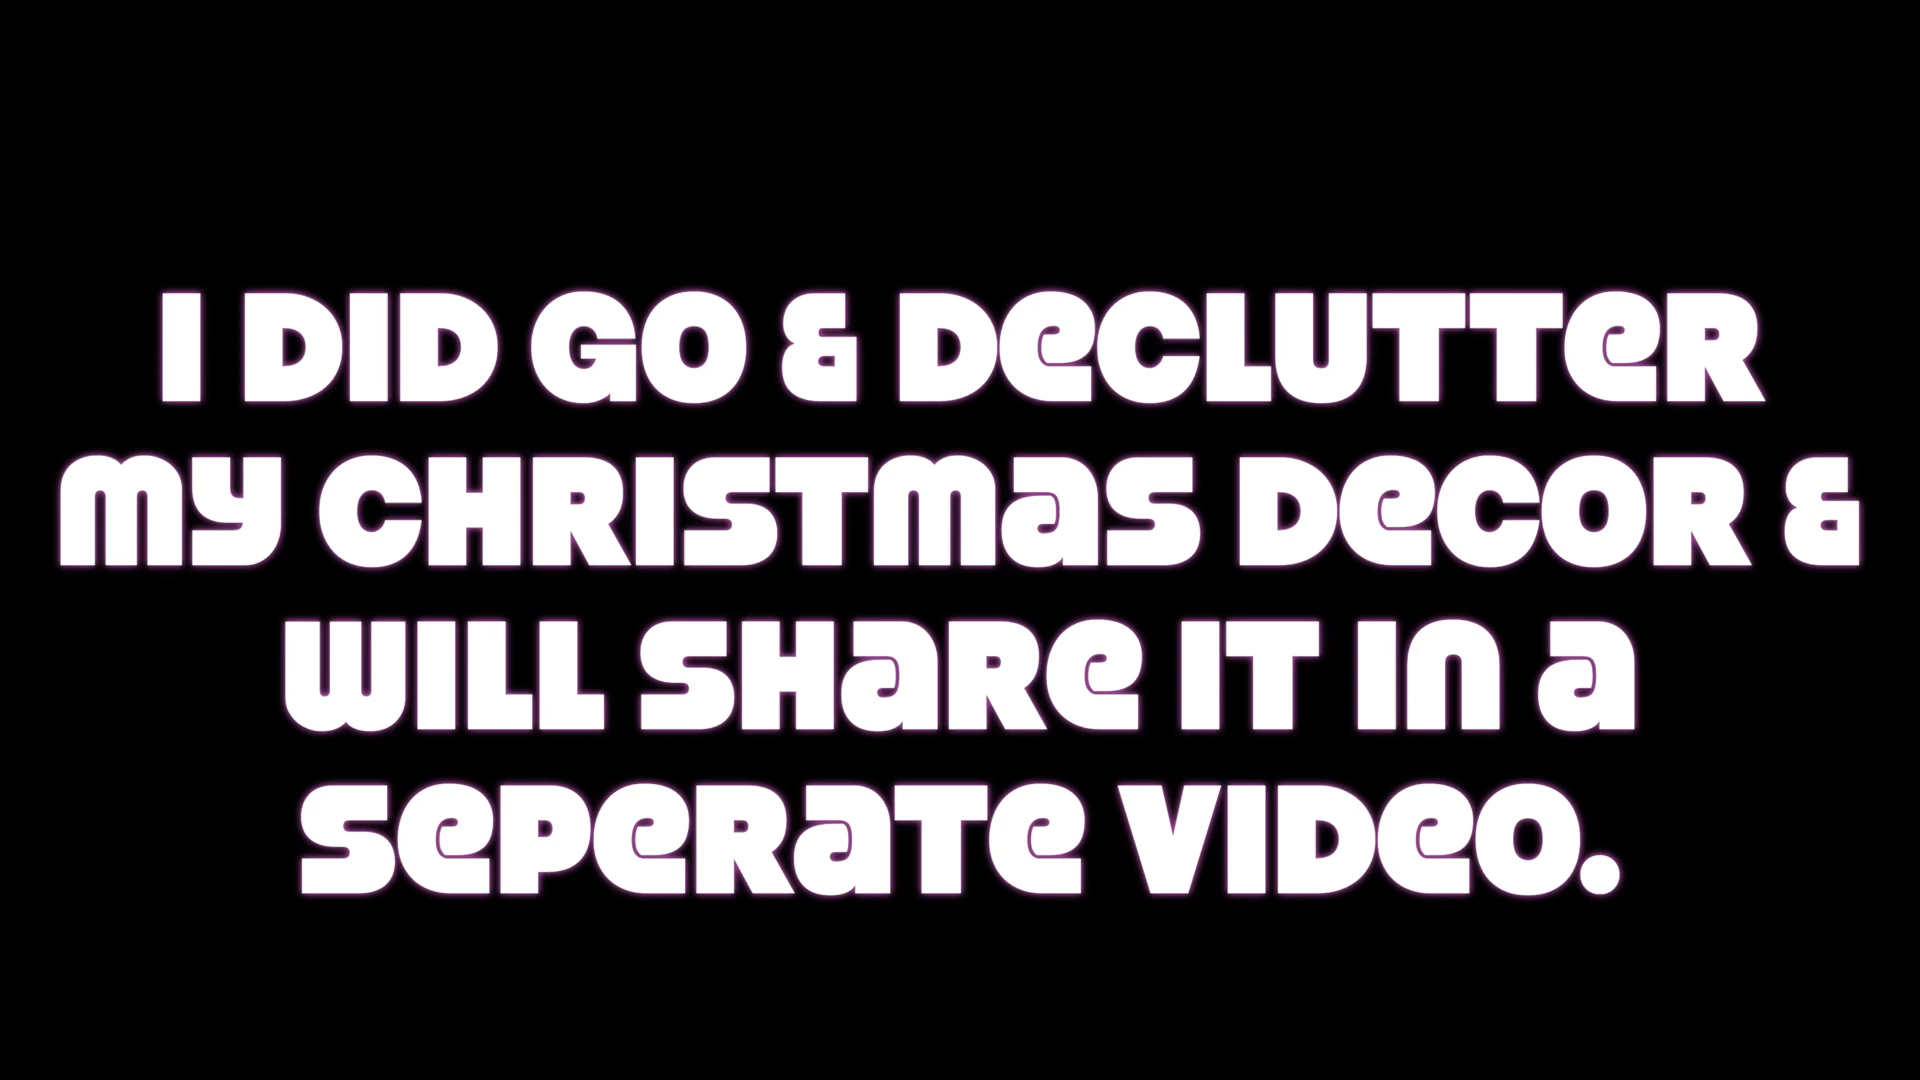 I DID GO & DECLUTTER
MY CHRISTMAS DECOR &
WILL SHARE IT IN A
SEPERATE VIDEO.